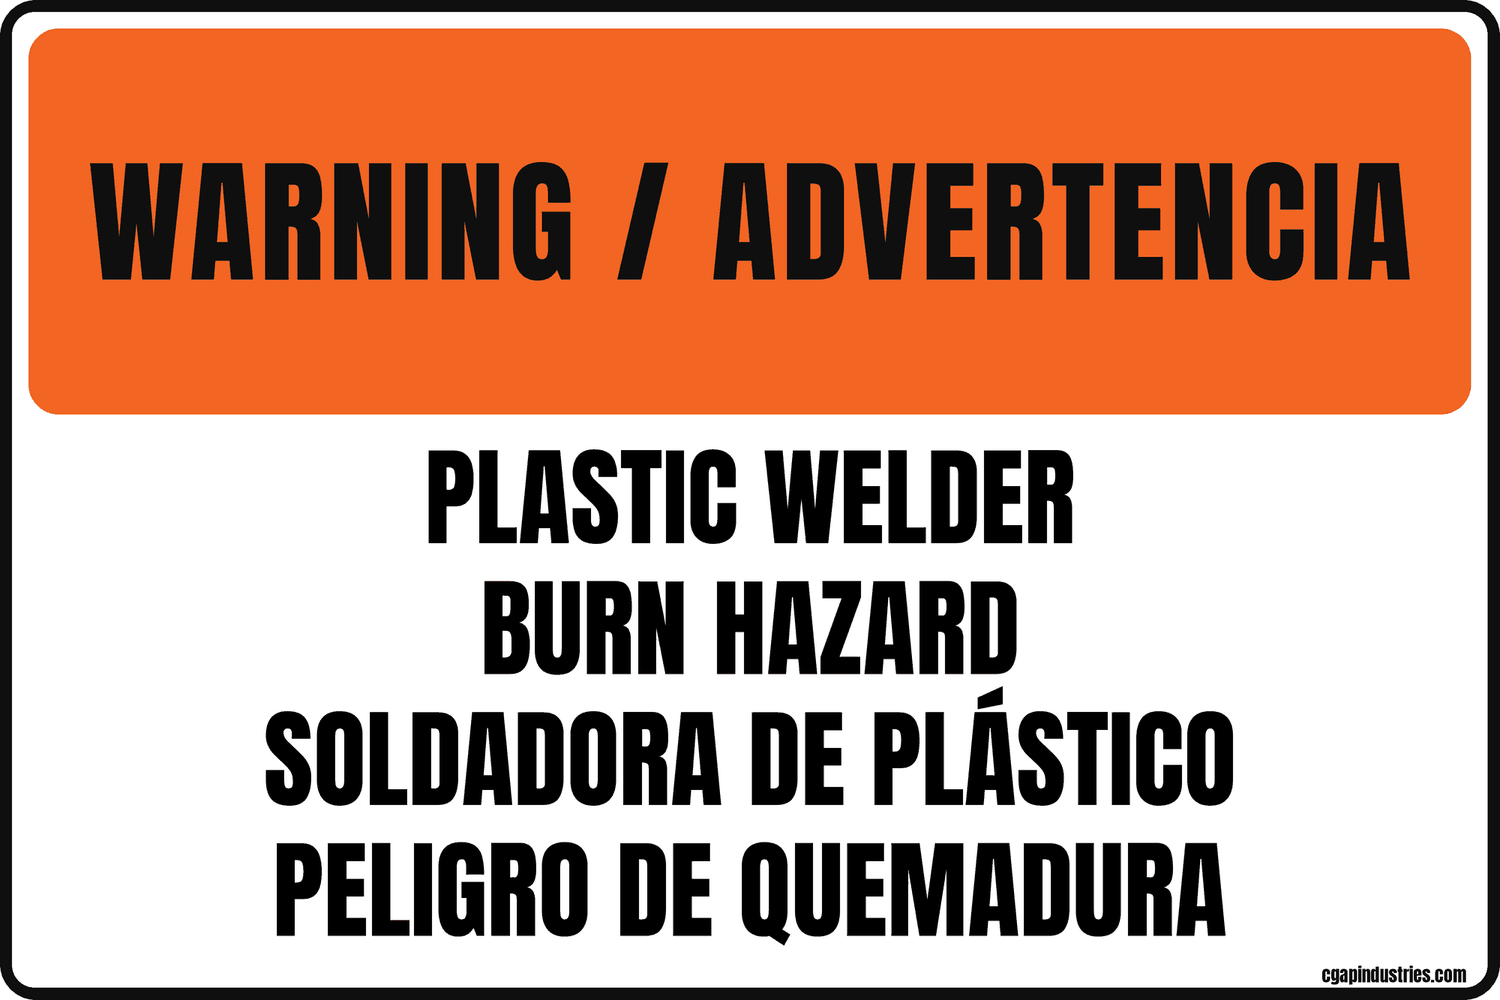 WARNING / ADVERTENCIA
PLASTIC WELDER
BURN HAZARD
SOLDADORA DE PLÁSTICO
PELIGRO DE QUEMADURA
cgapindustries.com